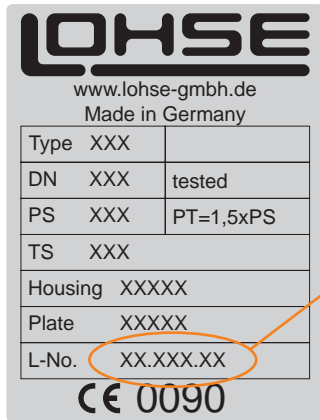 LOHSE
www.lohse-gmbh.de
Made in Germany
Type XXX
DN XXX tested
PS XXX PT=1,5xPS
TS XXX
Housing XXXXX
Plate XXXXX
L-No. XX.XXX.XX
CE 0090